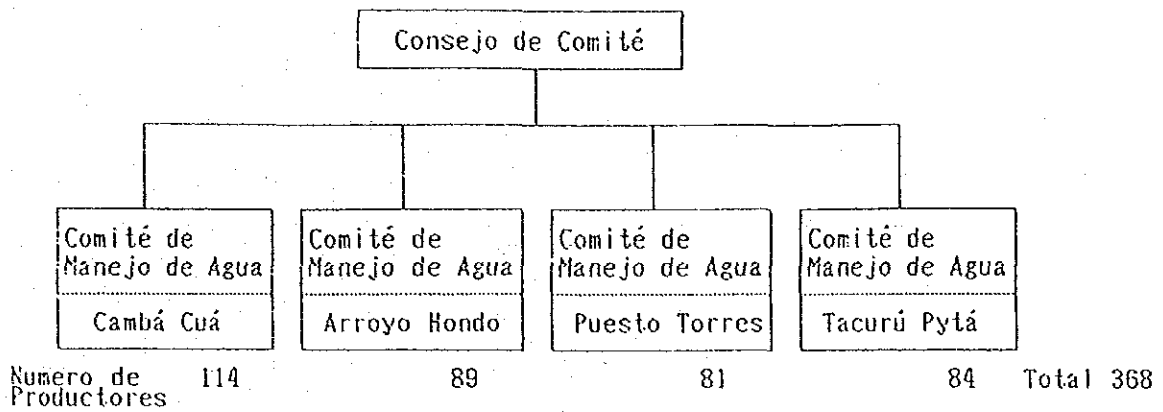 Consejo de Comité
Comité de
Manejo de Agua
Cambá Cuá
Comité de
Manejo de Agua
Arroyo Hondo
Comité de
Manejo de Agua
Puesto Torres
Comité de
Manejo de Agua
Tacurú Pytá
Numero de
Productores
114 89 81 84 Total 368